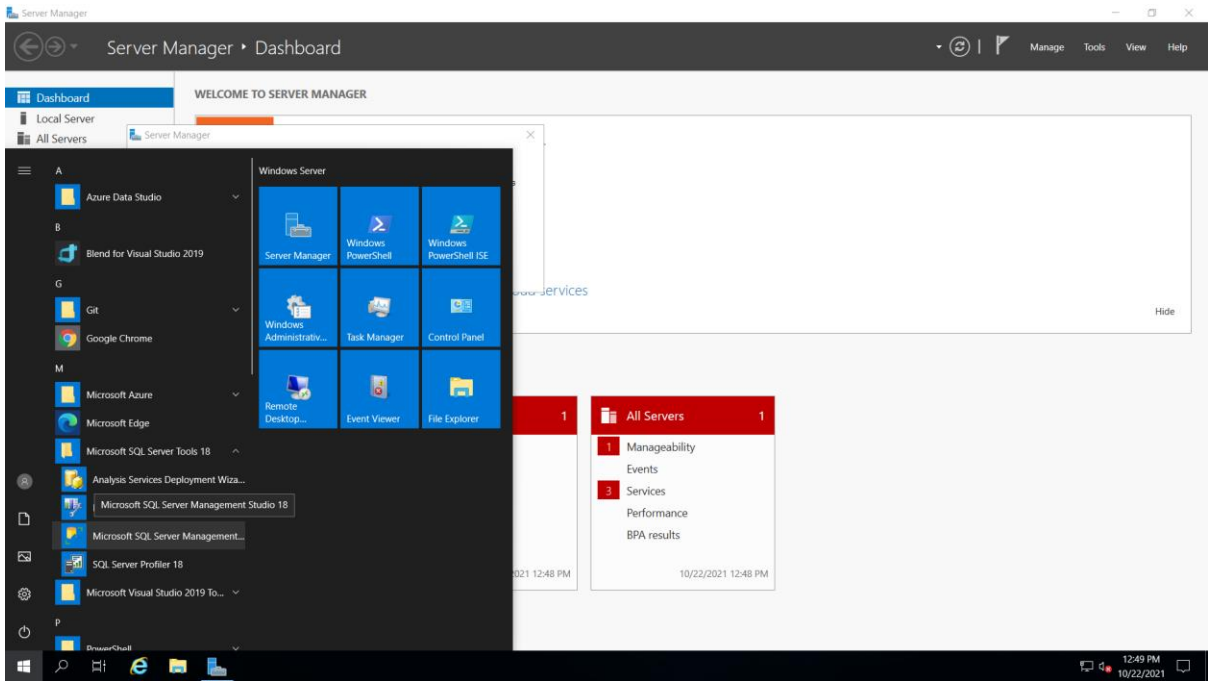 Server Manager
Server Manager • Dashboard
Manage Tools View Help
Dashboard
Local Server
All Servers
WELCOME TO SERVER MANAGER
Server Manager
A
Azure Data Studio
B
Blend for Visual Studio 2019
G
Git
Google Chrome
M
Microsoft Azure
Microsoft Edge
Microsoft SQL Server Tools 18
Analysis Services Deployment Wiza...
Microsoft SQL Server Management Studio 18
Microsoft SQL Server Management...
SQL Server Profiler 18
Microsoft Visual Studio 2019 To...
P
PowerShell
Windows Server
Server Manager
Windows PowerShell
Windows PowerShell ISE
Windows Administrativ...
Task Manager
Control Panel
Remote Desktop...
Event Viewer
File Explorer
services
Hide
1
All Servers 1
1 Manageability
Events
3 Services
Performance
BPA results
2021 12:48 PM
10/22/2021 12:48 PM
12:49 PM
10/22/2021